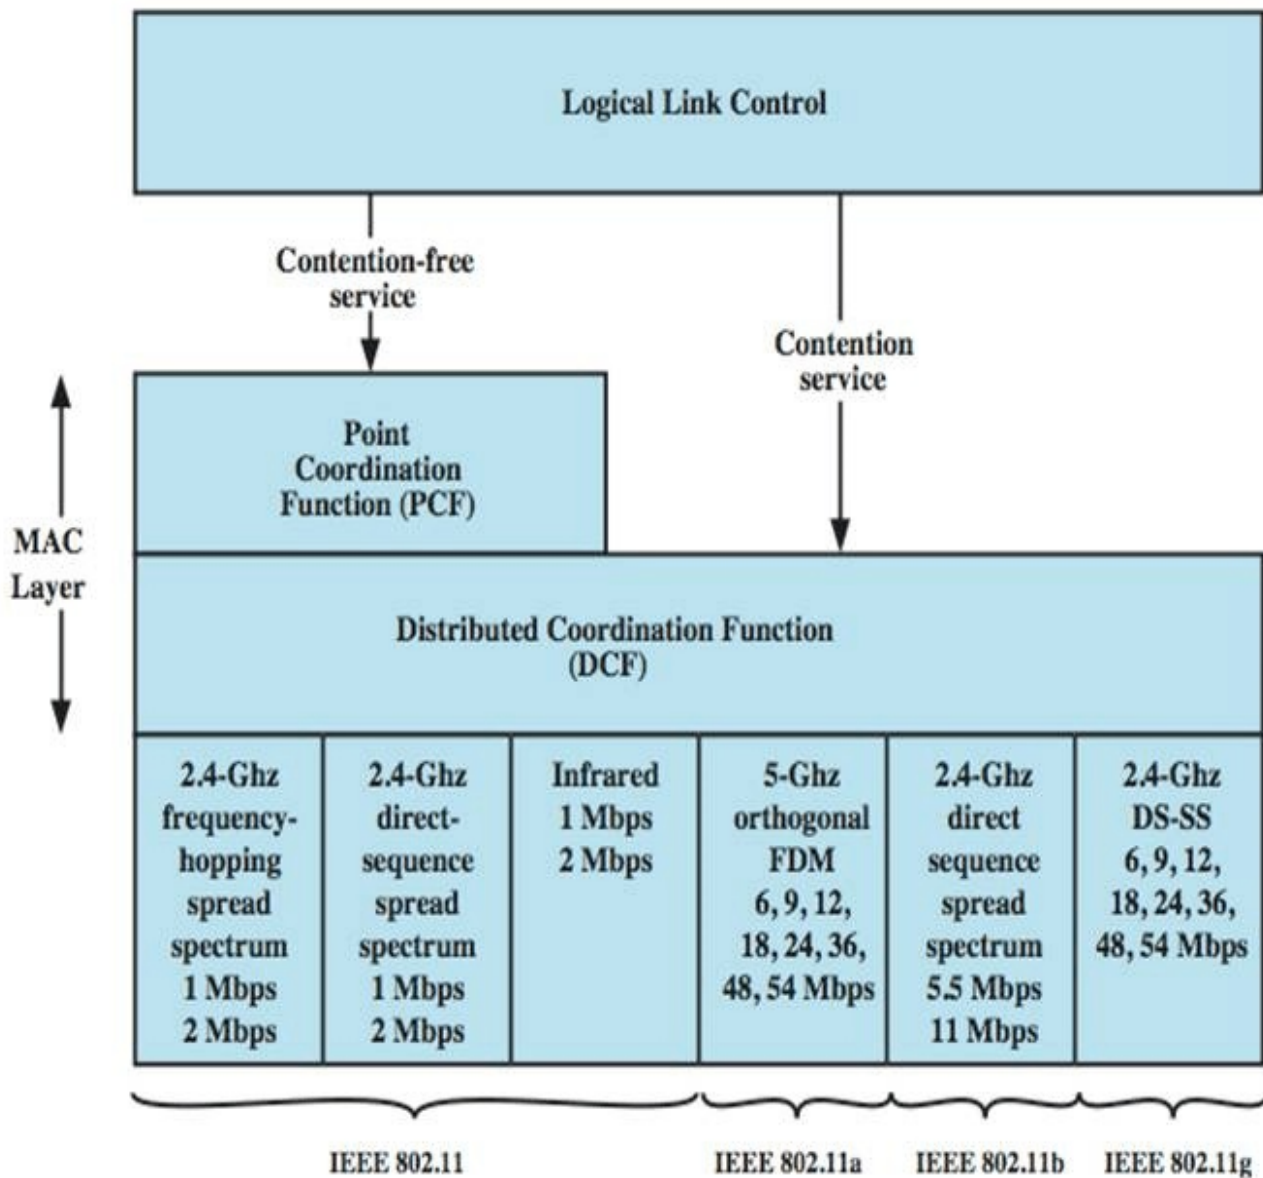 Logical Link Control
Contention-free
service
Contention
service
Point
Coordination
Function (PCF)
MAC
Layer
Distributed Coordination Function
(DCF)
2.4-Ghz
frequency-
hopping
spread
spectrum
1 Mbps
2 Mbps
2.4-Ghz
direct-
sequence
spread
spectrum
1 Mbps
2 Mbps
Infrared
1 Mbps
2 Mbps
5-Ghz
orthogonal
FDM
6, 9, 12,
18, 24, 36,
48, 54 Mbps
2.4-Ghz
direct
sequence
spread
spectrum
5.5 Mbps
11 Mbps
2.4-Ghz
DS-SS
6, 9, 12,
18, 24, 36,
48, 54 Mbps
IEEE 802.11
IEEE 802.11a
IEEE 802.11b
IEEE 802.11g